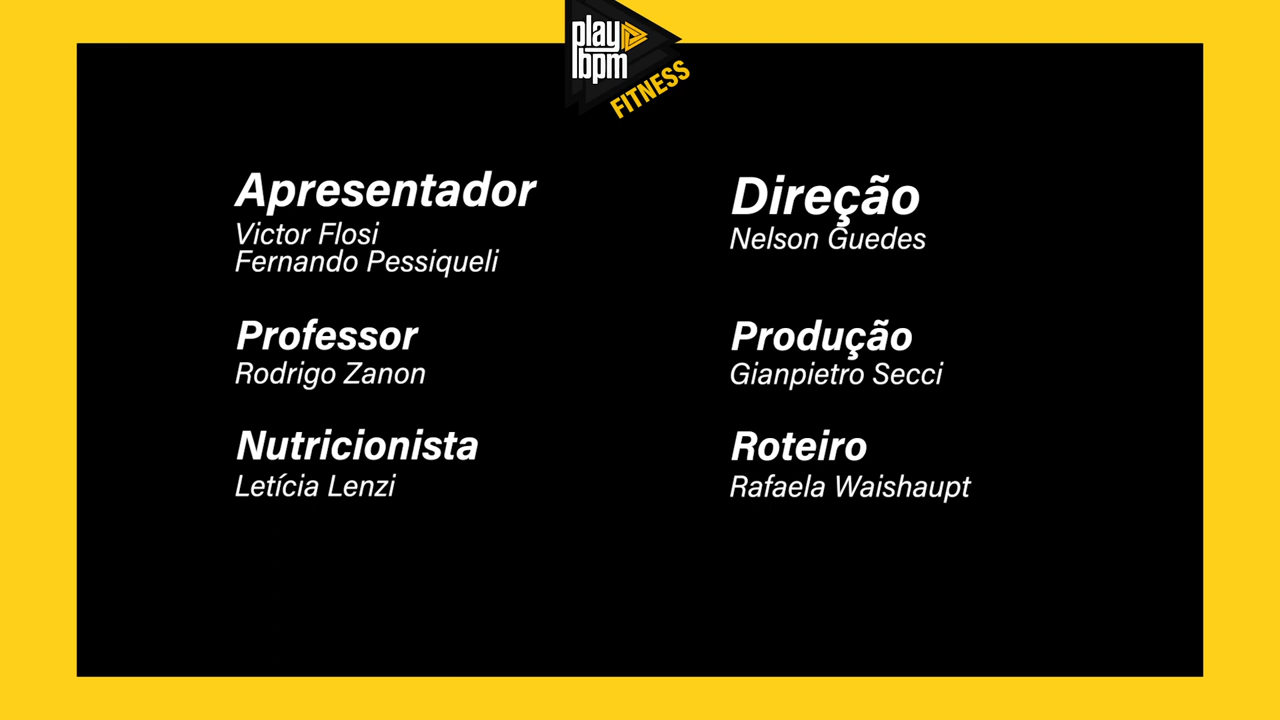 play
bpm
FITNESS
Apresentador
Victor Flosi
Fernando Pessiqueli
Professor
Rodrigo Zanon
Nutricionista
Letícia Lenzi
Direção
Nelson Guedes
Produção
Gianpietro Secci
Roteiro
Rafaela Waishaupt